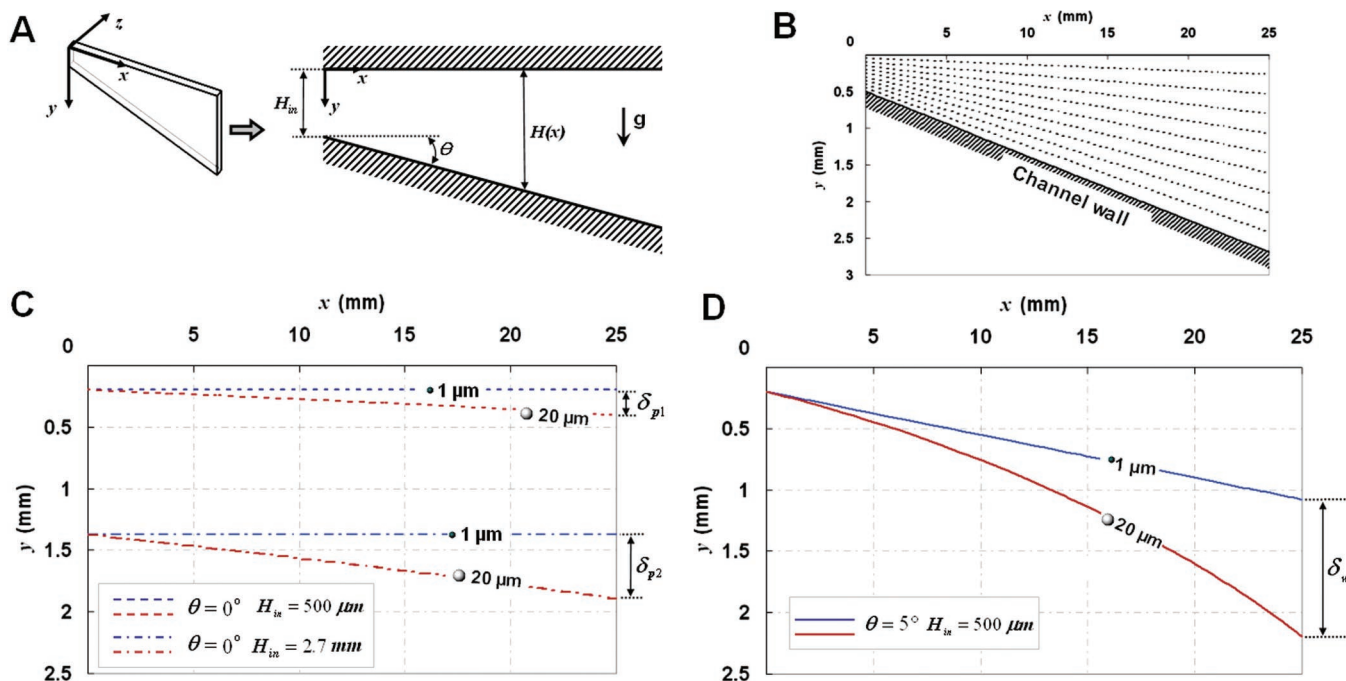 A
z
x
y
H_in
x
y
θ
H(x)
g
B
x (mm)
0 5 10 15 20 25
0.5
1
1.5
2
2.5
3
y (mm)
Channel wall
C
x (mm)
0 5 10 15 20 25
0.5
1
1.5
2
2.5
y (mm)
1 µm
20 µm
δ_p1
1 µm
20 µm
δ_p2
θ = 0° H_in = 500 µm
θ = 0° H_in = 2.7 mm
D
x (mm)
0 5 10 15 20 25
0.5
1
1.5
2
2.5
y (mm)
1 µm
20 µm
δ_w
θ = 5° H_in = 500 µm